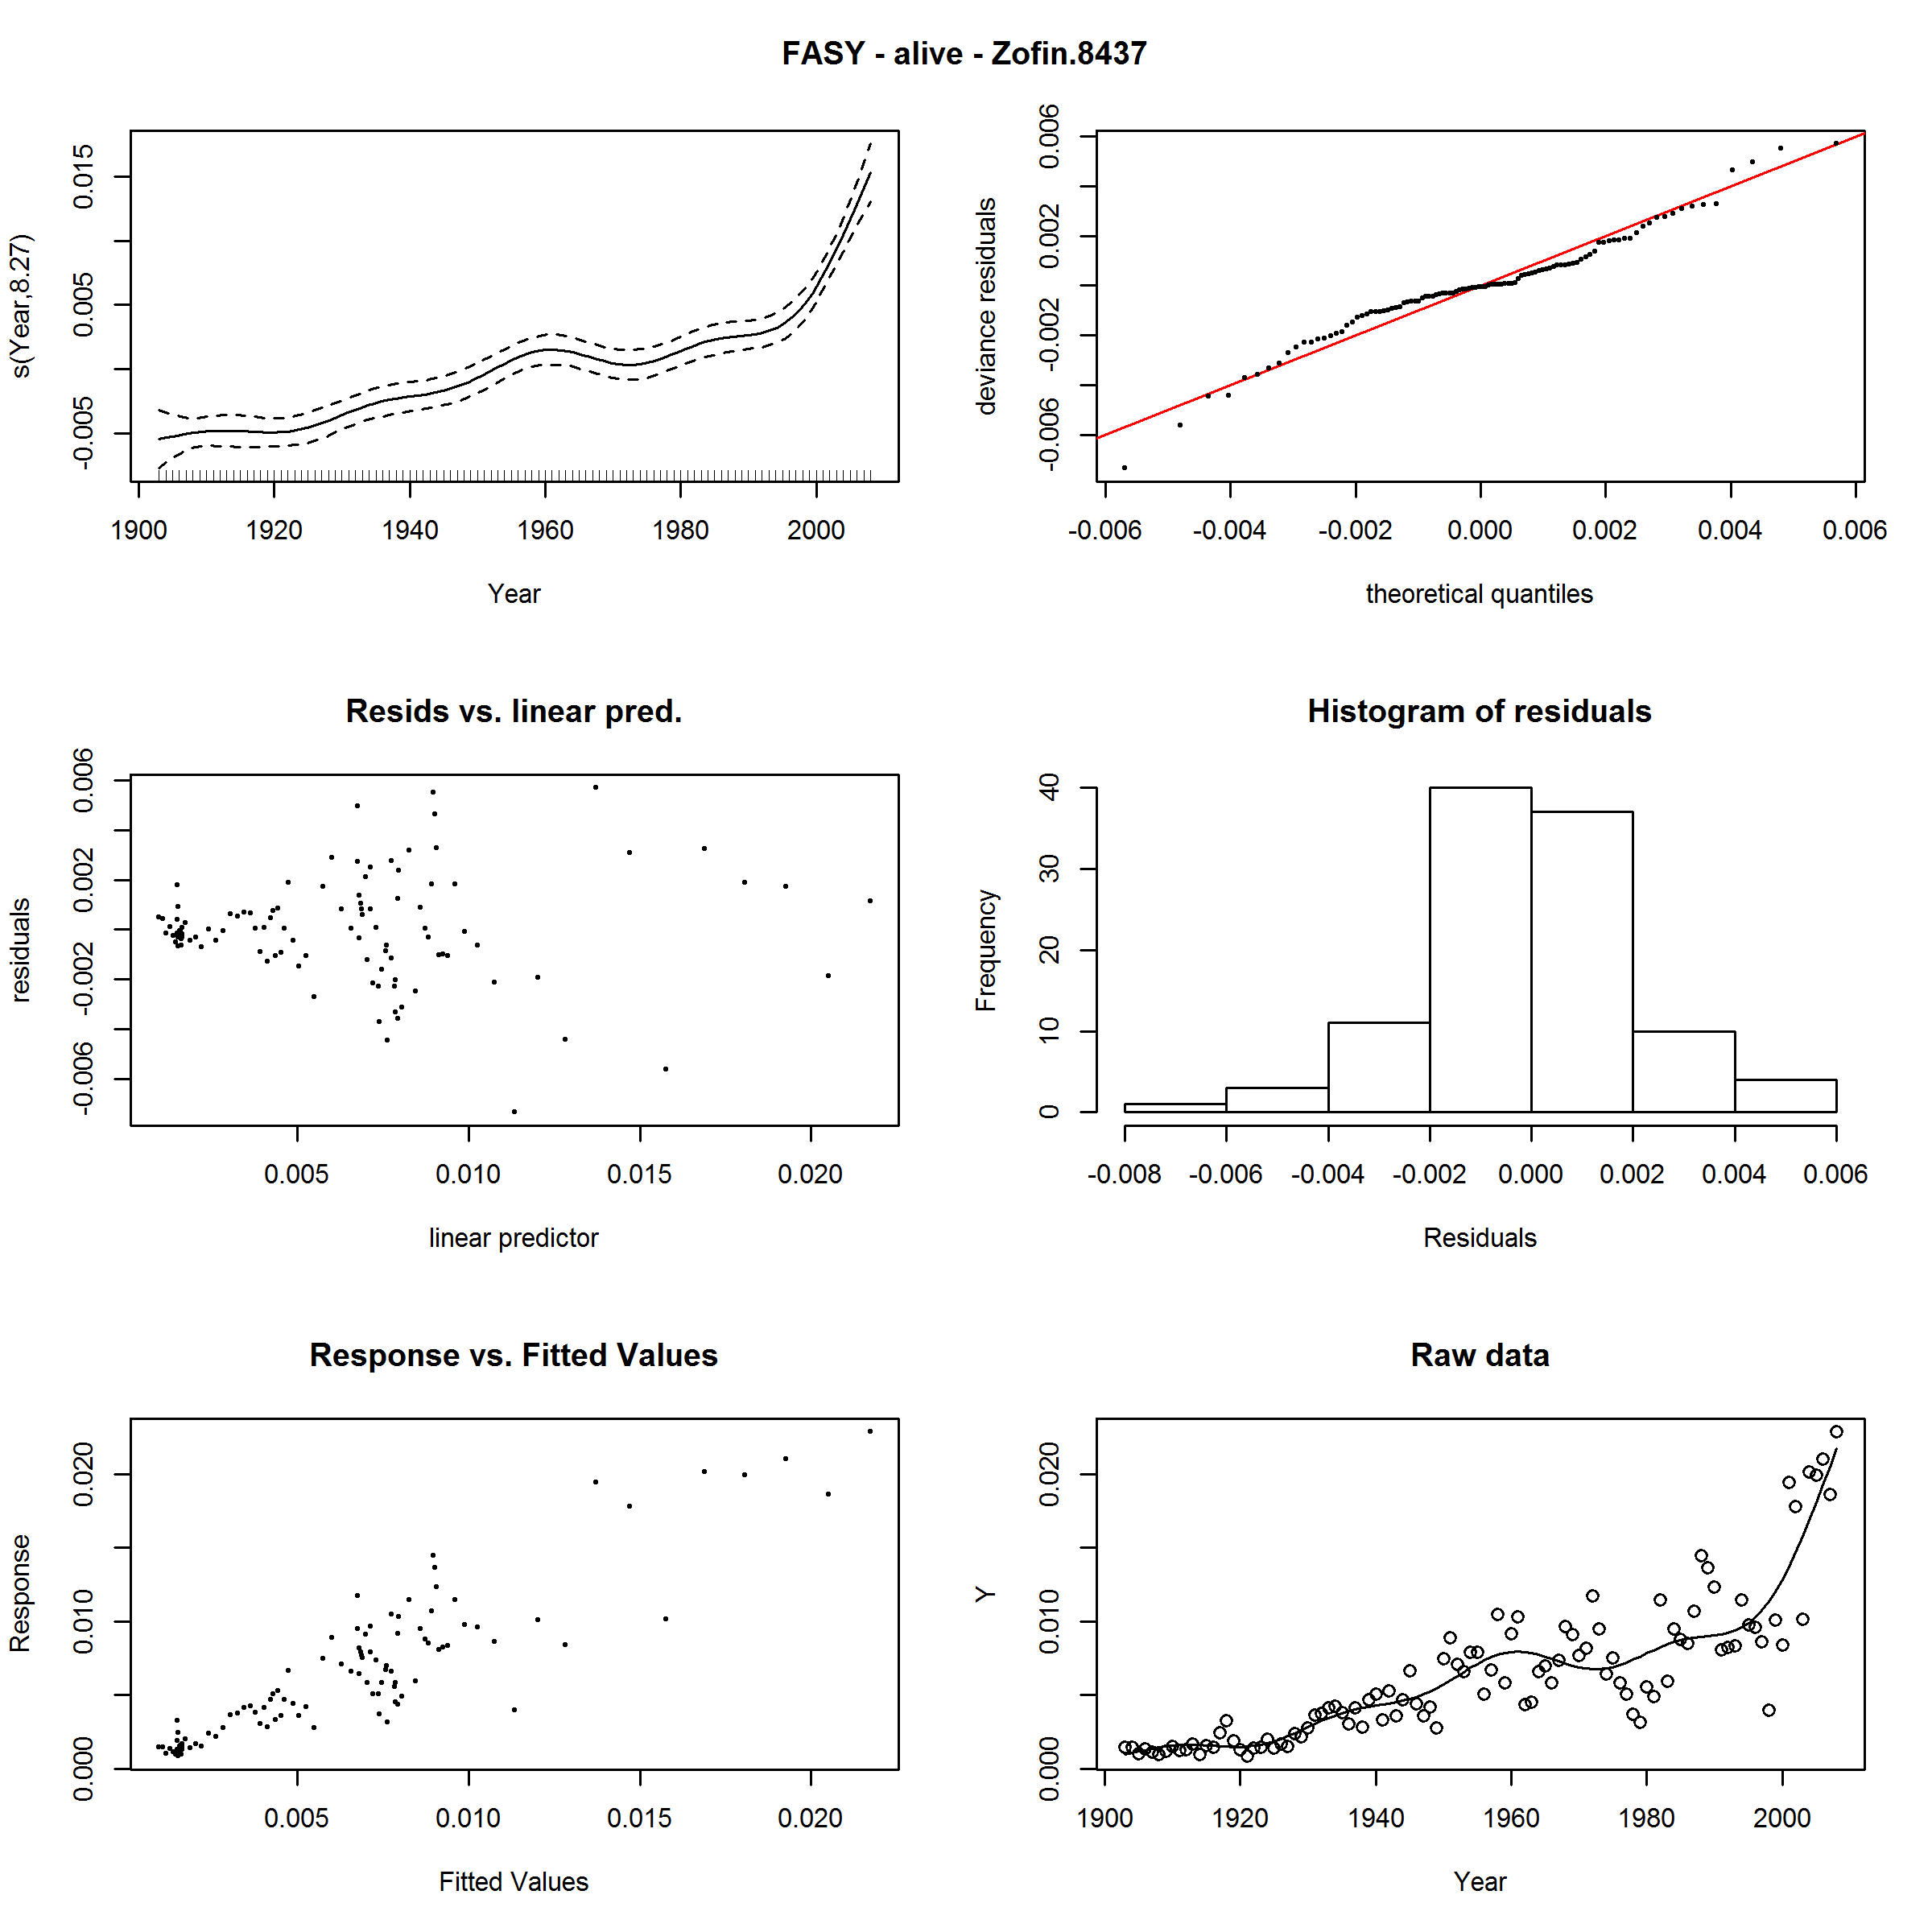 FASY - alive - Zofin.8437
s(Year,8.27)
-0.005 0.005 0.015
1900 1920 1940 1960 1980 2000
Year
deviance residuals
-0.006 -0.002 0.002 0.006
-0.006 -0.004 -0.002 0.000 0.002 0.004 0.006
theoretical quantiles
Resids vs. linear pred.
residuals
-0.006 -0.002 0.002 0.006
0.005 0.010 0.015 0.020
linear predictor
Histogram of residuals
Frequency
0 10 20 30 40
-0.008 -0.006 -0.004 -0.002 0.000 0.002 0.004 0.006
Residuals
Response vs. Fitted Values
Response
0.000 0.010 0.020
0.005 0.010 0.015 0.020
Fitted Values
Raw data
Y
0.000 0.010 0.020
1900 1920 1940 1960 1980 2000
Year